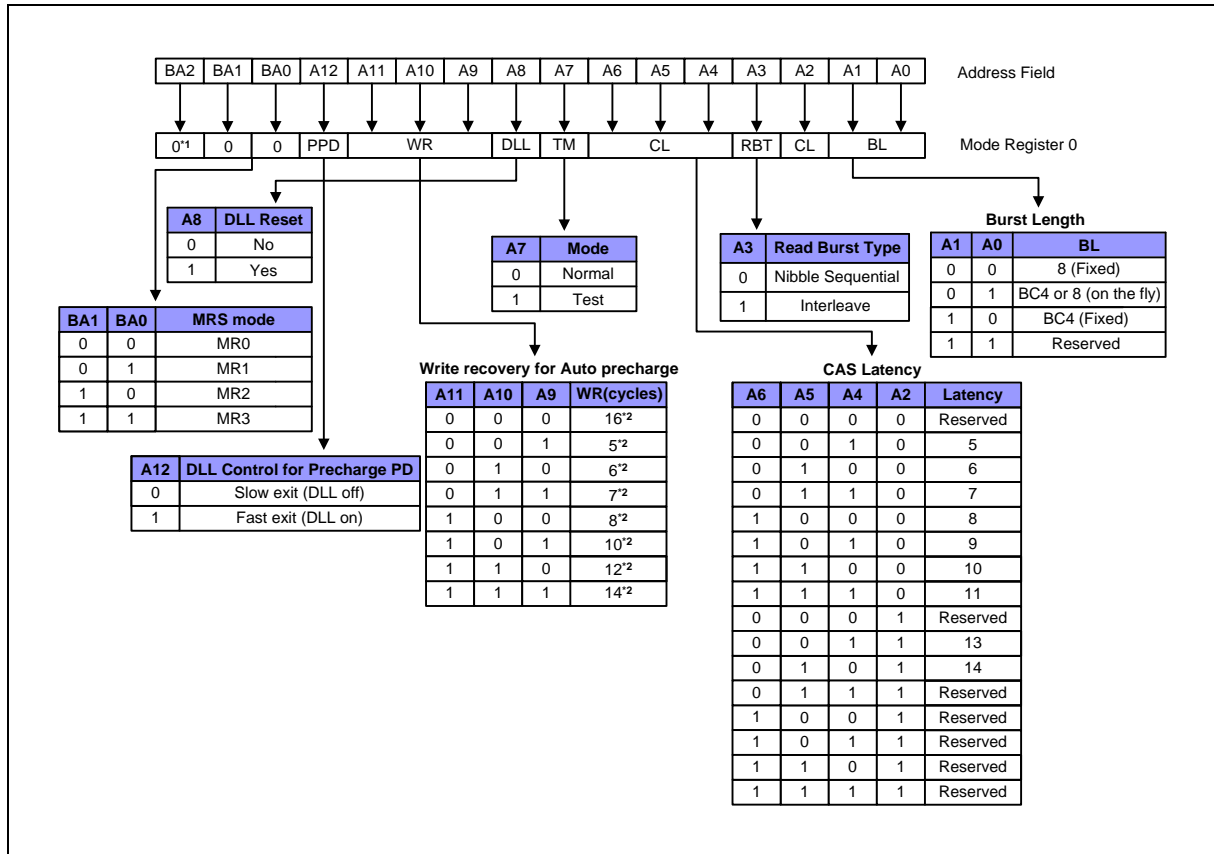 BA2 BA1 BA0 A12 A11 A10 A9 A8 A7 A6 A5 A4 A3 A2 A1 A0 Address Field
0*1 0 0 PPD WR DLL TM CL RBT CL BL Mode Register 0
A8 DLL Reset
0 No
1 Yes
A7 Mode
0 Normal
1 Test
A3 Read Burst Type
0 Nibble Sequential
1 Interleave
Burst Length
A1 A0 BL
0 0 8 (Fixed)
0 1 BC4 or 8 (on the fly)
1 0 BC4 (Fixed)
1 1 Reserved
BA1 BA0 MRS mode
0 0 MR0
0 1 MR1
1 0 MR2
1 1 MR3
A12 DLL Control for Precharge PD
0 Slow exit (DLL off)
1 Fast exit (DLL on)
Write recovery for Auto precharge
A11 A10 A9 WR(cycles)
0 0 0 16*2
0 0 1 5*2
0 1 0 6*2
0 1 1 7*2
1 0 0 8*2
1 0 1 10*2
1 1 0 12*2
1 1 1 14*2
CAS Latency
A6 A5 A4 A2 Latency
0 0 0 0 Reserved
0 0 1 0 5
0 1 0 0 6
0 1 1 0 7
1 0 0 0 8
1 0 1 0 9
1 1 0 0 10
1 1 1 0 11
0 0 0 1 Reserved
0 0 1 1 13
0 1 0 1 14
0 1 1 1 Reserved
1 0 0 1 Reserved
1 0 1 1 Reserved
1 1 0 1 Reserved
1 1 1 1 Reserved